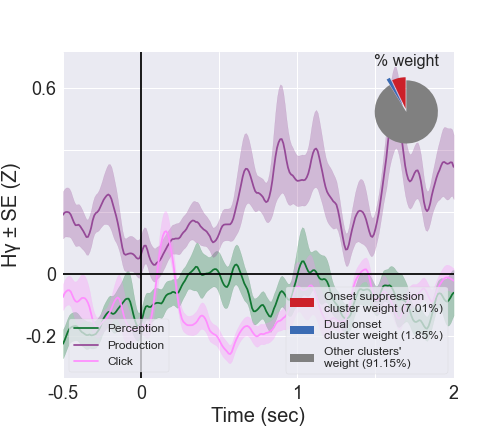 % weight
0.6
0
-0.2
Hγ ± SE (Z)
Perception
Production
Click
Onset suppression
cluster weight (7.01%)
Dual onset
cluster weight (1.85%)
Other clusters'
weight (91.15%)
-0.5
0
1
2
Time (sec)